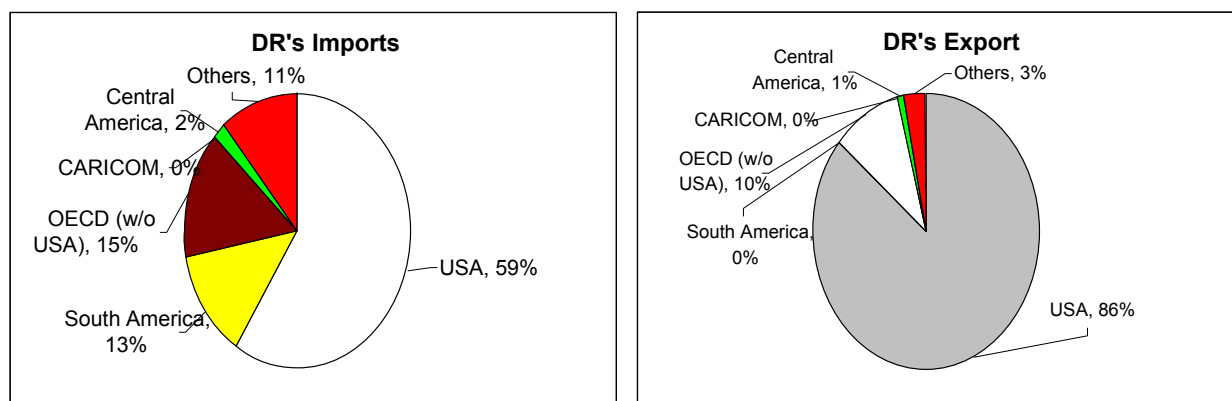 DR's Imports
Others, 11%
Central
America, 2%
CARICOM, 0%
OECD (w/o
USA), 15%
South America,
13%
USA, 59%
DR's Export
Central
America, 1%
Others, 3%
CARICOM, 0%
OECD (w/o
USA), 10%
South America,
0%
USA, 86%